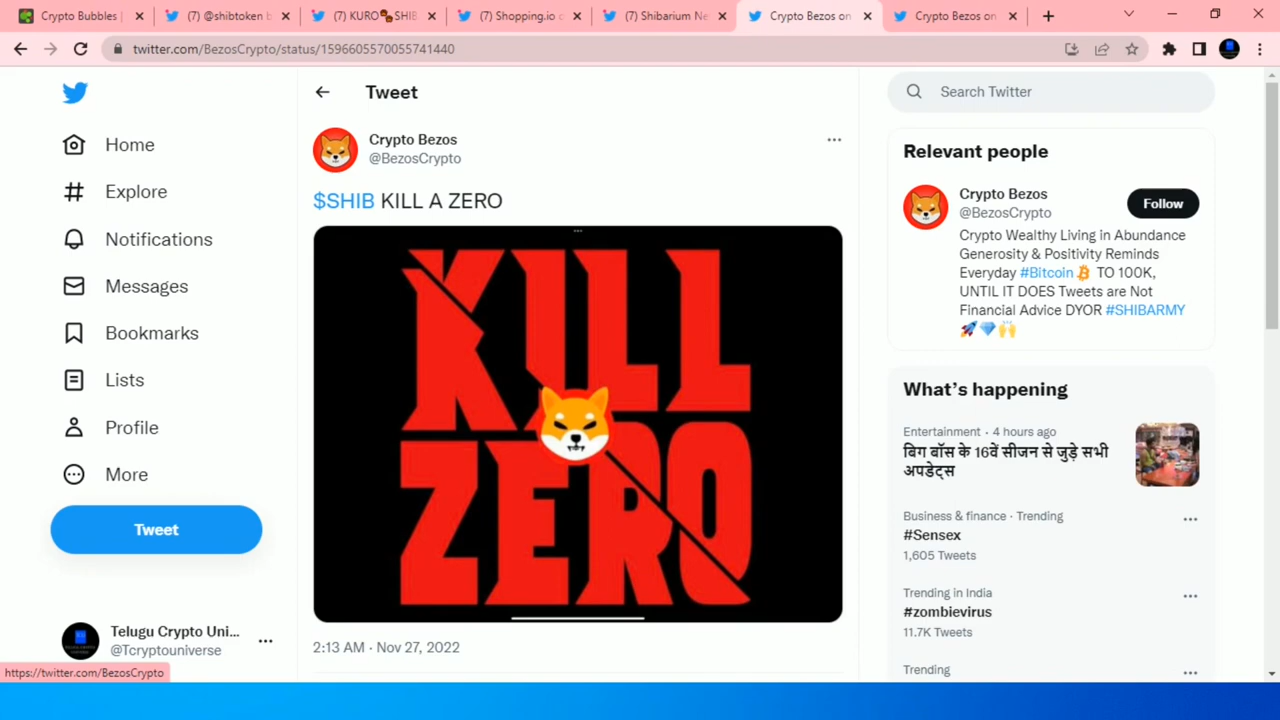 Crypto Bubbles |
(7) @shibtoken b
(7) KURO SHIB
(7) Shopping.io c
(7) Shibarium Ne
Crypto Bezos on
Crypto Bezos on
twitter.com/BezosCrypto/status/1596605570055741440
Home
Explore
Notifications
Messages
Bookmarks
Lists
Profile
More
Tweet
Telugu Crypto Uni...
@Tcryptouniverse
https://twitter.com/BezosCrypto
Tweet
Crypto Bezos
@BezosCrypto
$SHIB KILL A ZERO
KILL
ZERO
2:13 AM · Nov 27, 2022
Search Twitter
Relevant people
Crypto Bezos
@BezosCrypto
Follow
Crypto Wealthy Living in Abundance
Generosity & Positivity Reminds
Everyday #Bitcoin TO 100K,
UNTIL IT DOES Tweets are Not
Financial Advice DYOR #SHIBARMY
🚀💎🙌
What's happening
Entertainment · 4 hours ago
बिग बॉस के 16वें सीजन से जुड़े सभी
अपडेट्स
Business & finance · Trending
#Sensex
1,605 Tweets
Trending in India
#zombievirus
11.7K Tweets
Trending